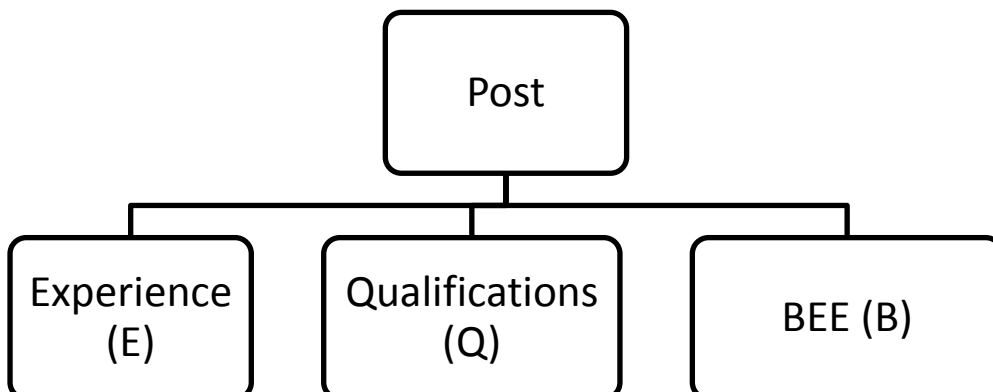 Post
Experience
(E)
Qualifications
(Q)
BEE (B)